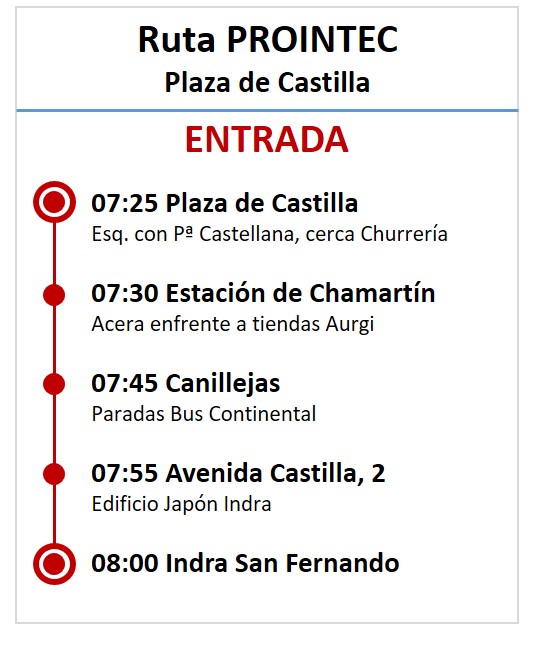 Ruta PROINTEC
Plaza de Castilla
ENTRADA
07:25 Plaza de Castilla
Esq. con Pª Castellana, cerca Churrería
07:30 Estación de Chamartín
Acera enfrente a tiendas Aurgi
07:45 Canillejas
Paradas Bus Continental
07:55 Avenida Castilla, 2
Edificio Japón Indra
08:00 Indra San Fernando